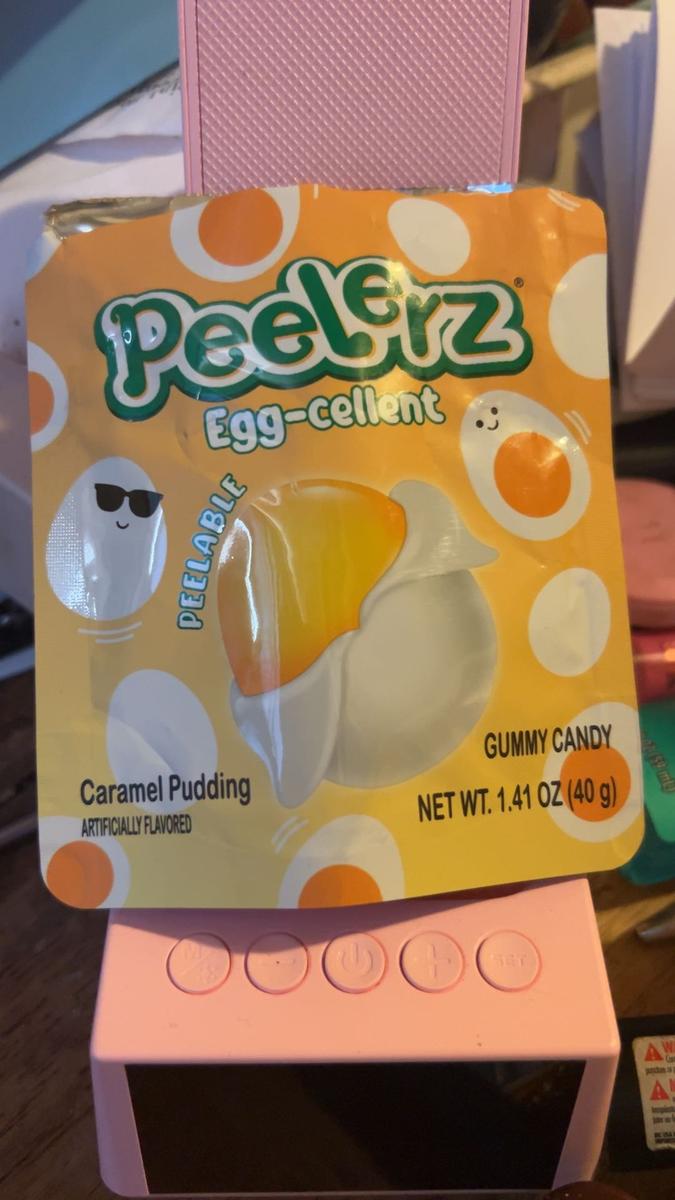 PeeLerz®
Egg-cellent
PEELABLE
GUMMY CANDY
Caramel Pudding
NET WT. 1.41 OZ (40 g)
ARTIFICIALLY FLAVORED
SET